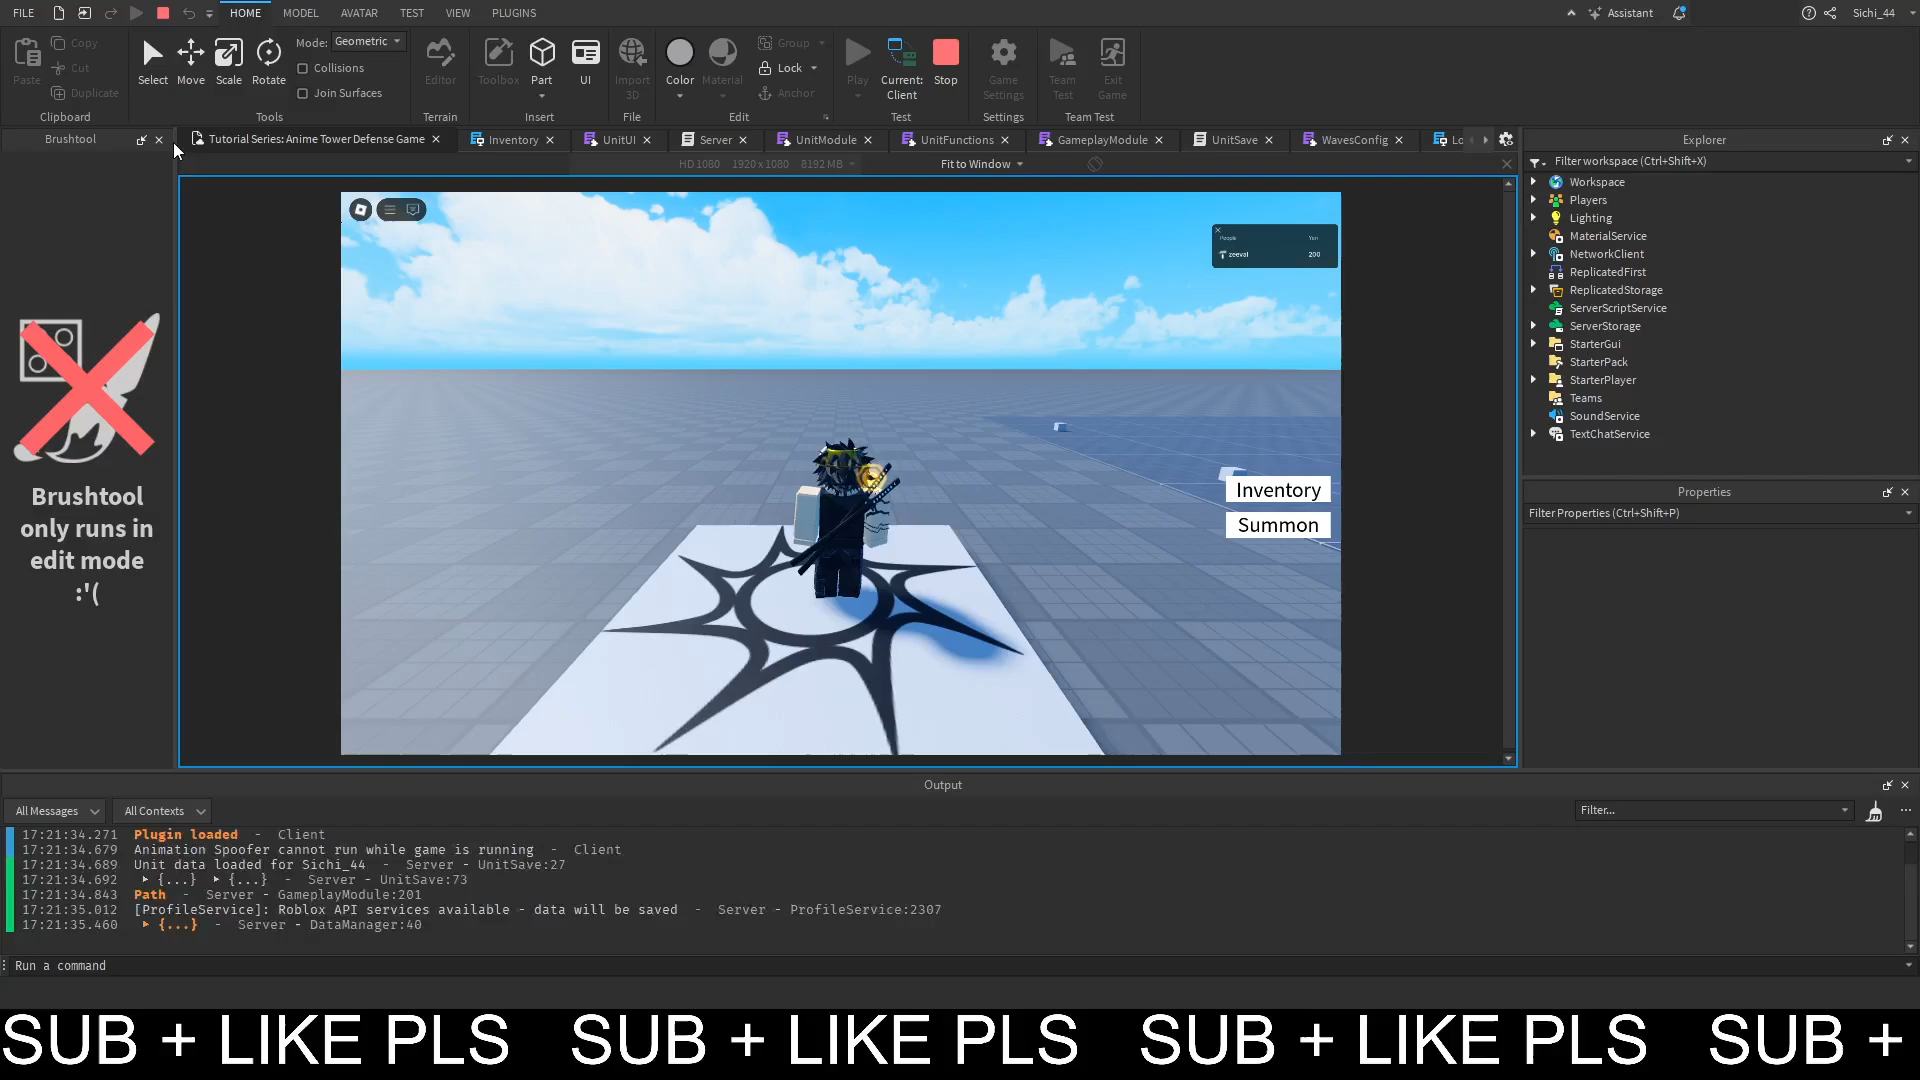 FILE HOME MODEL AVATAR TEST VIEW PLUGINS Assistant Sichi_44
Paste Copy Cut Duplicate Select Move Scale Rotate Mode: Geometric Collisions Join Surfaces Editor Toolbox Part UI Import 3D Color Material Group Lock Anchor Play Current: Client Stop Game Settings Team Test Exit Game
Clipboard Tools Terrain Insert File Edit Test Settings Team Test
Brushtool
Tutorial Series: Anime Tower Defense Game Inventory UnitUI Server UnitModule UnitFunctions GameplayModule UnitSave WavesConfig Lo
HD 1080 1920 x 1080 8192 MB Fit to Window
People Yen
zeeval 200
Inventory
Summon
Brushtool
only runs in
edit mode
:'(
Explorer
Filter workspace (Ctrl+Shift+X)
Workspace
Players
Lighting
MaterialService
NetworkClient
ReplicatedFirst
ReplicatedStorage
ServerScriptService
ServerStorage
StarterGui
StarterPack
StarterPlayer
Teams
SoundService
TextChatService
Properties
Filter Properties (Ctrl+Shift+P)
Output
All Messages All Contexts Filter...
17:21:34.271 Plugin loaded - Client
17:21:34.679 Animation Spoofer cannot run while game is running - Client
17:21:34.689 Unit data loaded for Sichi_44 - Server - UnitSave:27
17:21:34.692 ▸ {...} ▸ {...} - Server - UnitSave:73
17:21:34.843 Path - Server - GameplayModule:201
17:21:35.012 [ProfileService]: Roblox API services available - data will be saved - Server - ProfileService:2307
17:21:35.460 ▸ {...} - Server - DataManager:40
Run a command
SUB + LIKE PLS SUB + LIKE PLS SUB + LIKE PLS SUB +